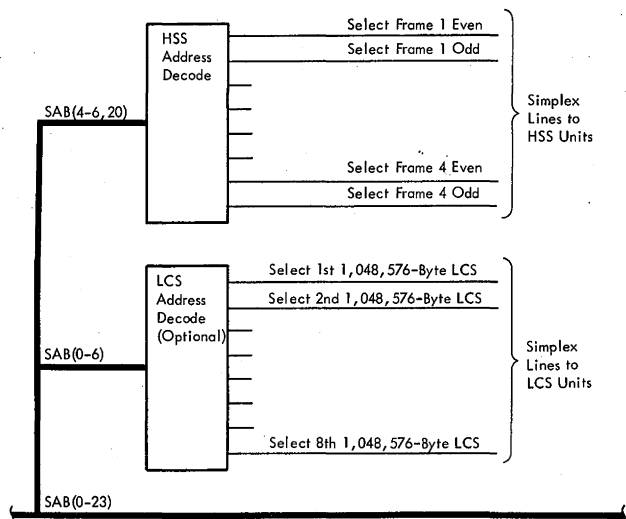 HSS
Address
Decode
Select Frame 1 Even
Select Frame 1 Odd
Select Frame 4 Even
Select Frame 4 Odd
Simplex
Lines to
HSS Units
SAB(4-6,20)
LCS
Address
Decode
(Optional)
Select 1st 1,048,576-Byte LCS
Select 2nd 1,048,576-Byte LCS
Select 8th 1,048,576-Byte LCS
Simplex
Lines to
LCS Units
SAB(0-6)
SAB(0-23)